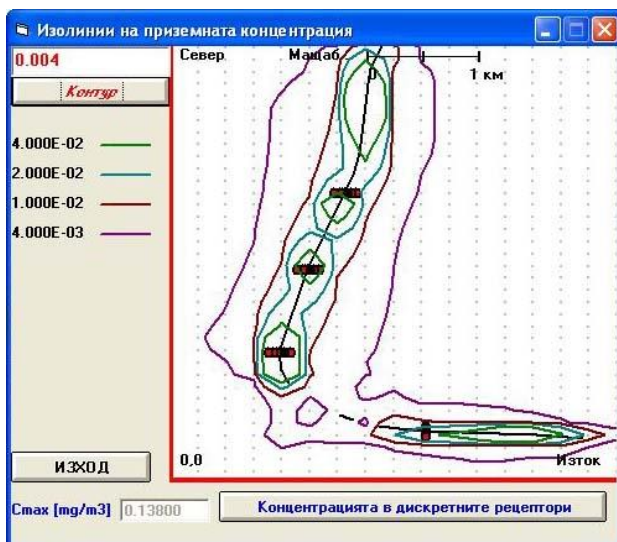 Изолинии на приземната концентрация
0.004
Север Мащаб
0 1 км
Контур
4.000E-02
2.000E-02
1.000E-02
4.000E-03
0,0 Изток
ИЗХОД
Cmax [mg/m3] 0.13800
Концентрацията в дискретните рецептори